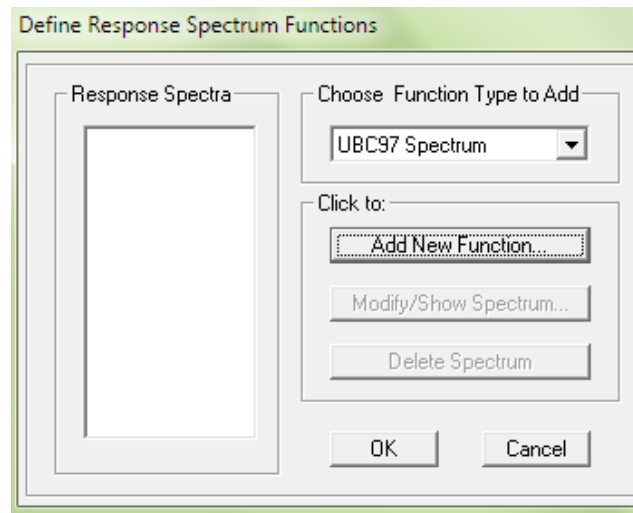 Define Response Spectrum Functions
Response Spectra
Choose Function Type to Add
UBC97 Spectrum
Click to:
Add New Function...
Modify/Show Spectrum...
Delete Spectrum
OK
Cancel